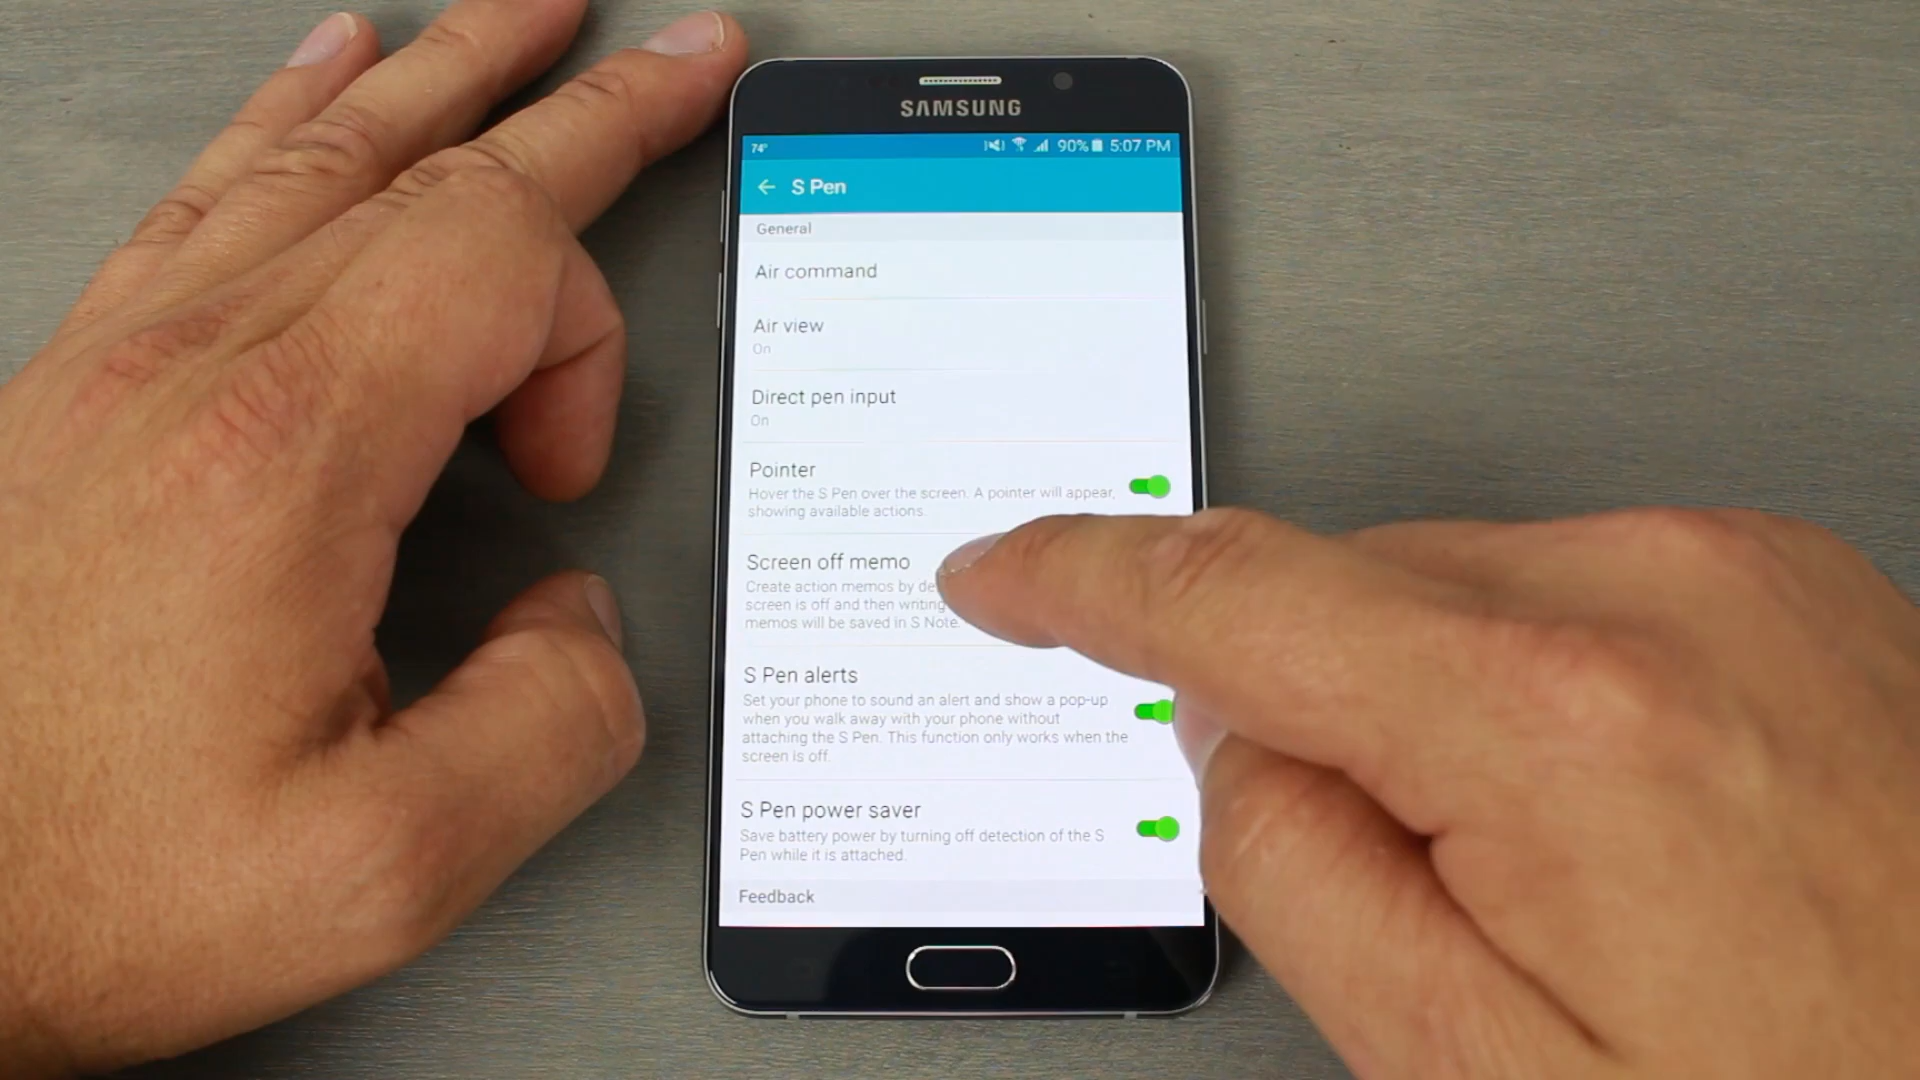 SAMSUNG
74°
90% 5:07 PM
S Pen
General
Air command
Air view
On
Direct pen input
On
Pointer
Hover the S Pen over the screen. A pointer will appear,
showing available actions.
Screen off memo
Create action memos by de
screen is off and then writing
memos will be saved in S Note.
S Pen alerts
Set your phone to sound an alert and show a pop-up
when you walk away with your phone without
attaching the S Pen. This function only works when the
screen is off.
S Pen power saver
Save battery power by turning off detection of the S
Pen while it is attached.
Feedback